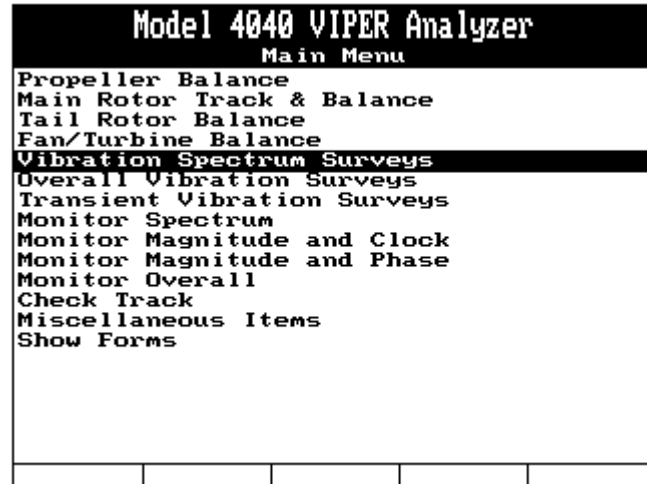 Model 4040 VIPER Analyzer
Main Menu
Propeller Balance
Main Rotor Track & Balance
Tail Rotor Balance
Fan/Turbine Balance
Vibration Spectrum Surveys
Overall Vibration Surveys
Transient Vibration Surveys
Monitor Spectrum
Monitor Magnitude and Clock
Monitor Magnitude and Phase
Monitor Overall
Check Track
Miscellaneous Items
Show Forms